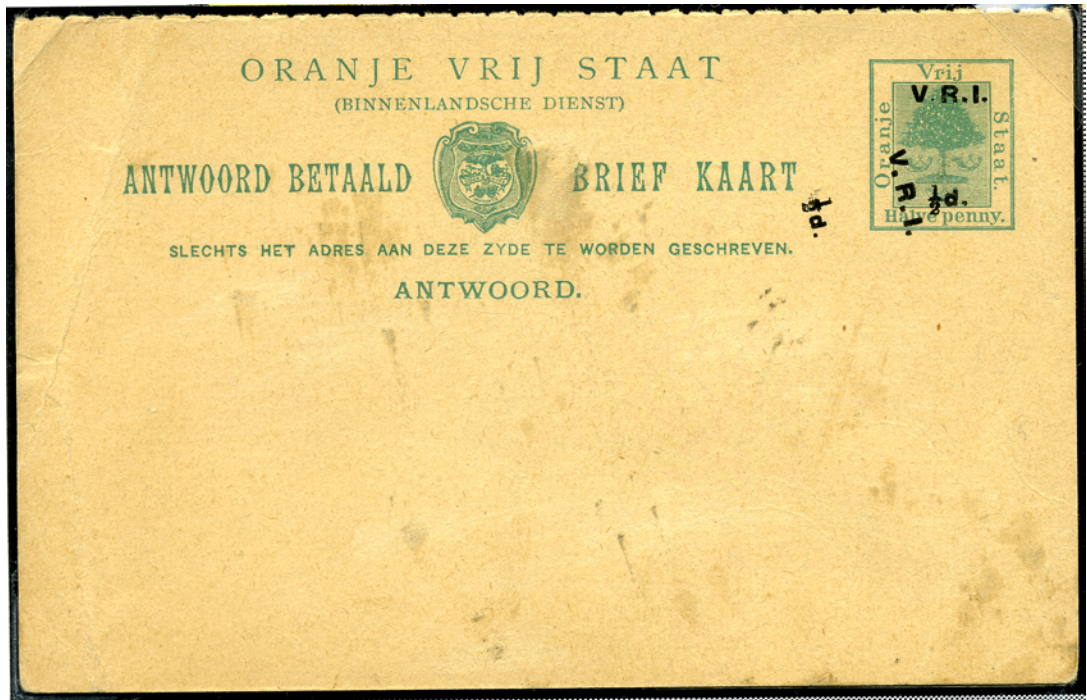 ORANJE VRIJ STAAT
(BINNENLANDSCHE DIENST)
ANTWOORD BETAALD BRIEF KAART
SLECHTS HET ADRES AAN DEZE ZYDE TE WORDEN GESCHREVEN.
ANTWOORD.
Oranje
Vrij
Staat.
Halve penny.
V.R.I.
½d.
V.R.I.
½d.